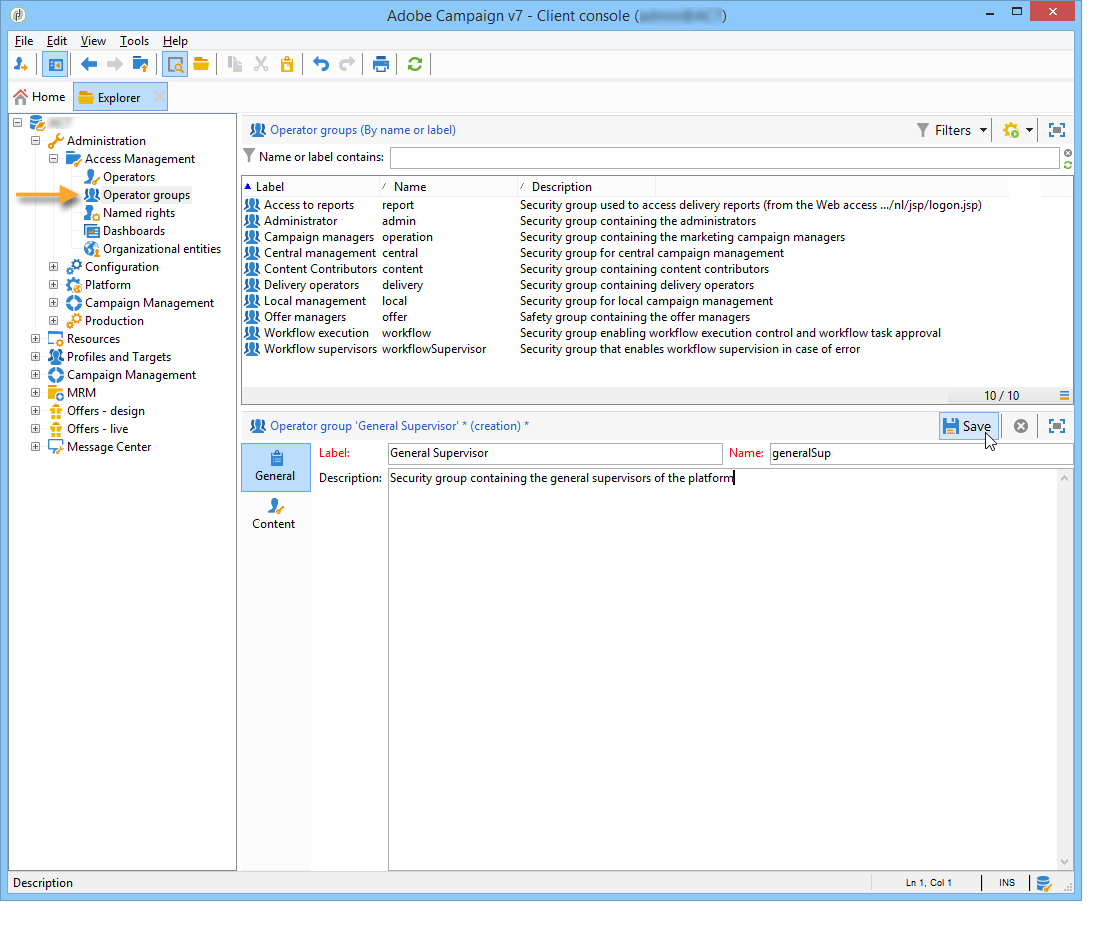 Adobe Campaign v7 - Client console ( )
File Edit View Tools Help
Home Explorer
Administration
Access Management
Operators
Operator groups
Named rights
Dashboards
Organizational entities
Configuration
Platform
Campaign Management
Production
Resources
Profiles and Targets
Campaign Management
MRM
Offers - design
Offers - live
Message Center
Operator groups (By name or label) Filters
Name or label contains:
Label Name Description
Access to reports report Security group used to access delivery reports (from the Web access .../nl/jsp/logon.jsp)
Administrator admin Security group containing the administrators
Campaign managers operation Security group containing the marketing campaign managers
Central management central Security group for central campaign management
Content Contributors content Security group containing content contributors
Delivery operators delivery Security group containing delivery operators
Local management local Security group for local campaign management
Offer managers offer Safety group containing the offer managers
Workflow execution workflow Security group enabling workflow execution control and workflow task approval
Workflow supervisors workflowSupervisor Security group that enables workflow supervision in case of error
10 / 10
Operator group 'General Supervisor' * (creation) * Save
General
Content
Label: General Supervisor Name: generalSup
Description: Security group containing the general supervisors of the platform
Description Ln 1, Col 1 INS